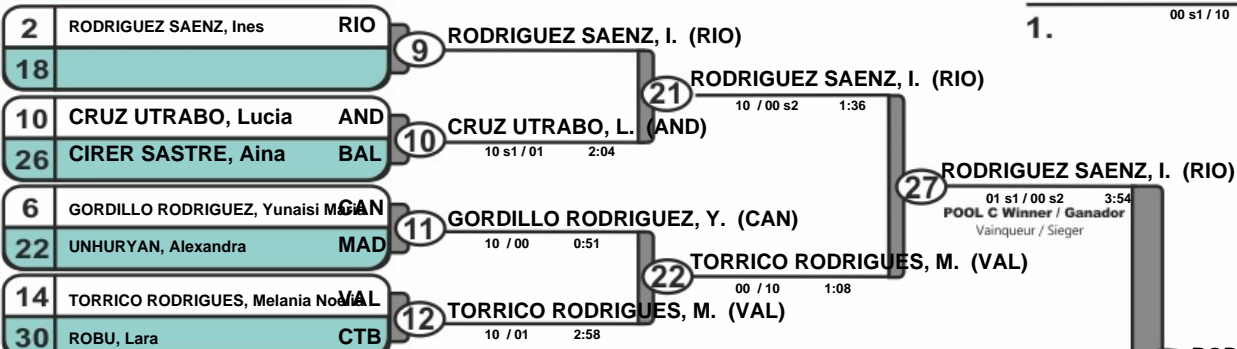 00 s1 / 10
1.
2 RODRIGUEZ SAENZ, Ines RIO
18
9 RODRIGUEZ SAENZ, I. (RIO)
21 RODRIGUEZ SAENZ, I. (RIO)
10 / 00 s2 1:36
10 CRUZ UTRABO, Lucia AND
26 CIRER SASTRE, Aina BAL
10 CRUZ UTRABO, L. (AND)
10 s1 / 01 2:04
27 RODRIGUEZ SAENZ, I. (RIO)
01 s1 / 00 s2 3:54
POOL C Winner / Ganador
Vainqueur / Sieger
6 GORDILLO RODRIGUEZ, Yunaisi Maria CAN
22 UNHURYAN, Alexandra MAD
11 GORDILLO RODRIGUEZ, Y. (CAN)
10 / 00 0:51
22 TORRICO RODRIGUES, M. (VAL)
00 / 10 1:08
14 TORRICO RODRIGUES, Melania Noelia VAL
30 ROBU, Lara CTB
12 TORRICO RODRIGUES, M. (VAL)
10 / 01 2:58